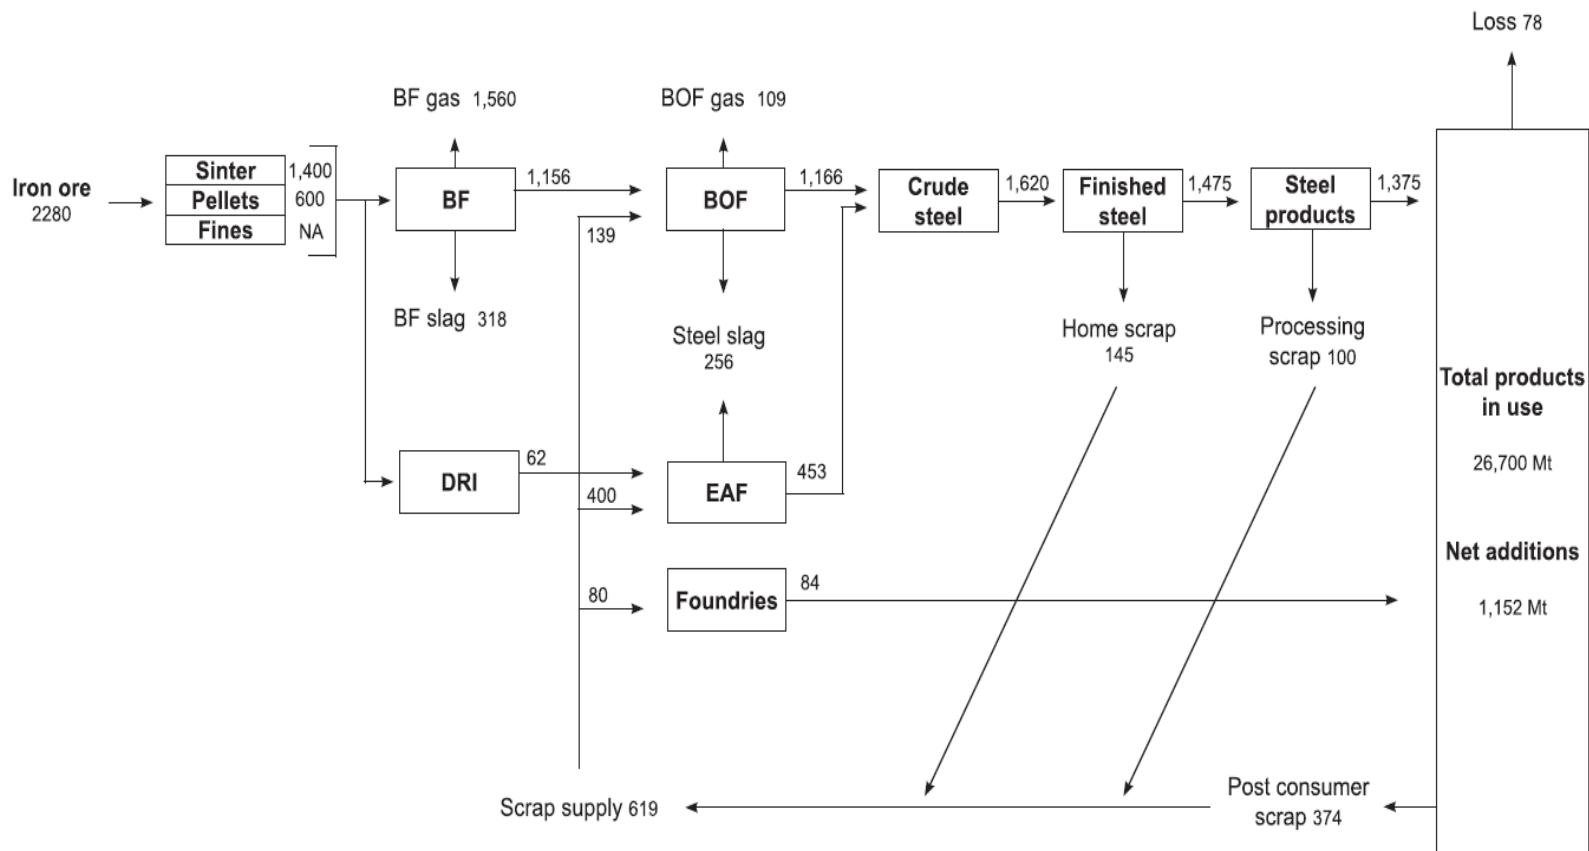 Loss 78
BF gas 1,560
BOF gas 109
Iron ore
2280
Sinter 1,400
Pellets 600
Fines NA
BF
1,156
139
BOF
1,166
Crude
steel
1,620
Finished
steel
1,475
Steel
products
1,375
BF slag 318
Steel slag
256
Home scrap
145
Processing
scrap 100
Total products
in use
26,700 Mt
Net additions
1,152 Mt
DRI
62
400
EAF
453
80
Foundries
84
Scrap supply 619
Post consumer
scrap 374